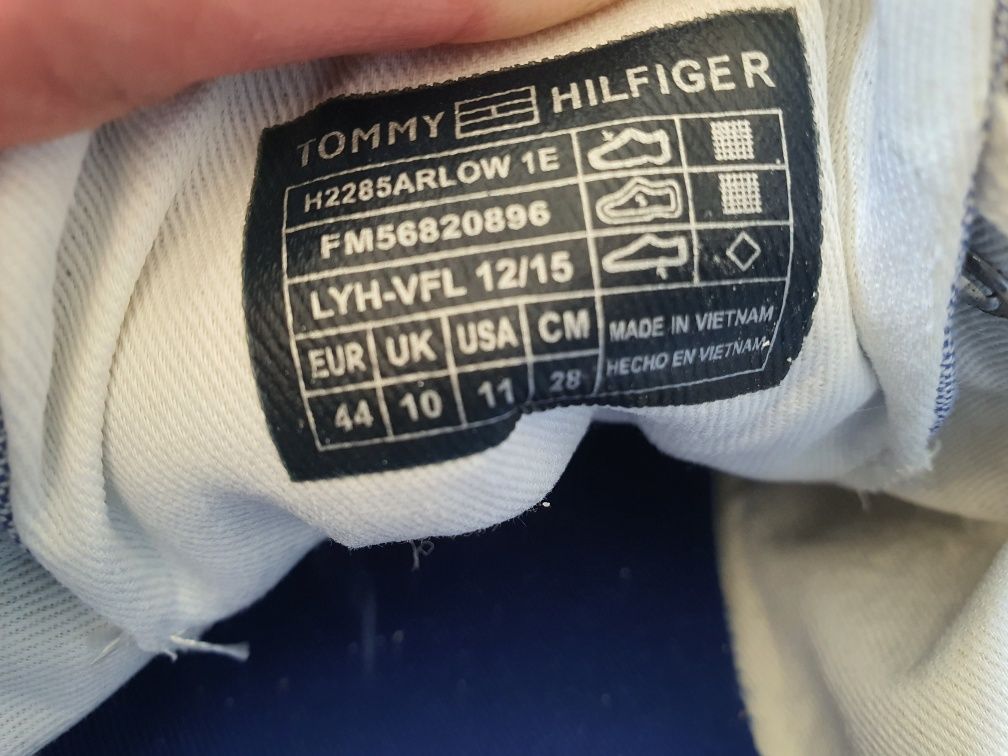 TOMMY HILFIGER
H2285ARLOW 1E
FM56820896
LYH-VFL 12/15
EUR UK USA CM
44 10 11 28
MADE IN VIETNAM
HECHO EN VIETNAM